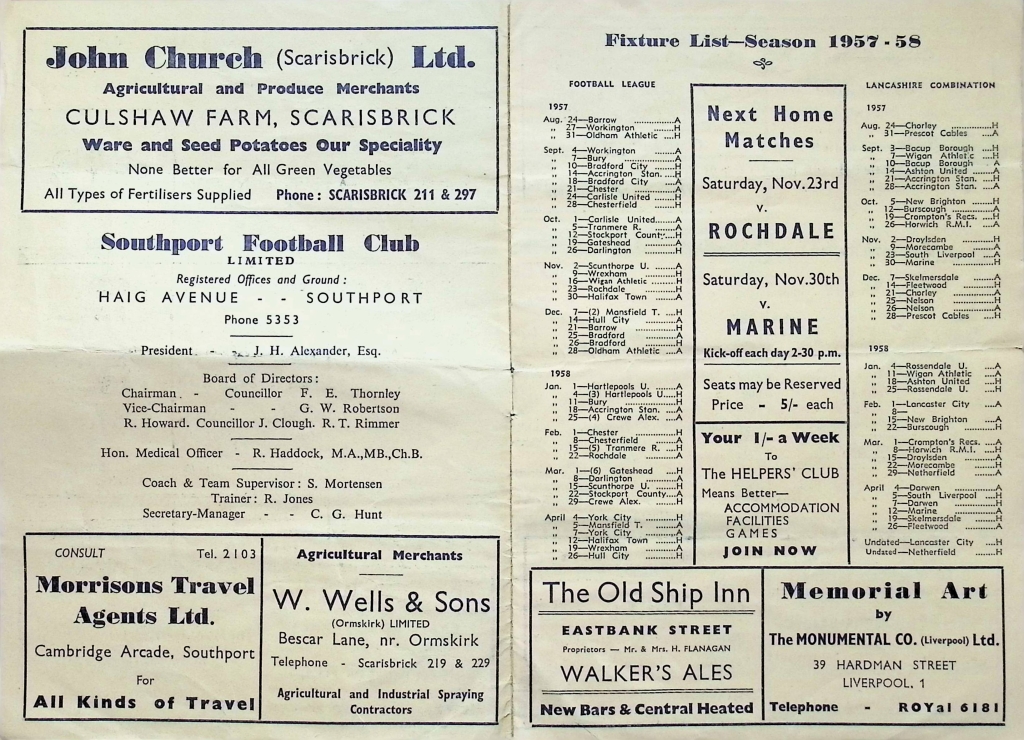 John Church (Scarisbrick) Ltd.
Agricultural and Produce Merchants
CULSHAW FARM, SCARISBRICK
Ware and Seed Potatoes Our Speciality
None Better for All Green Vegetables
All Types of Fertilisers Supplied Phone: SCARISBRICK 211 & 297
Southport Football Club
LIMITED
Registered Offices and Ground:
HAIG AVENUE - - SOUTHPORT
Phone 5353
President - J. H. Alexander, Esq.
Board of Directors:
Chairman - Councillor F. E. Thornley
Vice-Chairman - - G. W. Robertson
R. Howard. Councillor J. Clough. R. T. Rimmer
Hon. Medical Officer - R. Haddock, M.A.,MB.,Ch.B.
Coach & Team Supervisor: S. Mortensen
Trainer: R. Jones
Secretary-Manager - - C. G. Hunt
CONSULT Tel. 2103
Morrisons Travel
Agents Ltd.
Cambridge Arcade, Southport
For
All Kinds of Travel
Agricultural Merchants
W. Wells & Sons
(Ormskirk) LIMITED
Bescar Lane, nr. Ormskirk
Telephone - Scarisbrick 219 & 229
Agricultural and Industrial Spraying
Contractors
Fixture List—Season 1957-58
FOOTBALL LEAGUE
1957
Aug. 24—Barrow ..........A
„ 27—Workington ......H
„ 31—Oldham Athletic ...H
Sept. 4—Workington ......A
„ 7—Bury ..........A
„ 10—Bradford City ......H
„ 14—Accrington Stan. ...H
„ 18—Bradford City ......A
„ 21—Chester ..........A
„ 24—Carlisle United ......H
„ 28—Chesterfield ......H
Oct. 1—Carlisle United......A
„ 5—Tranmere R. ......A
„ 12—Stockport County...H
„ 19—Gateshead ......A
„ 26—Darlington ......H
Nov. 2—Scunthorpe U. ......A
„ 9—Wrexham ......H
„ 16—Wigan Athletic ......H
„ 23—Rochdale ......H
„ 30—Halifax Town ......A
Dec. 7—(2) Mansfield T. ...H
„ 14—Hull City ..........A
„ 21—Barrow ..........H
„ 25—Bradford ......A
„ 26—Bradford ......H
„ 28—Oldham Athletic ...A
1958
Jan. 1—Hartlepools U. ......A
„ 4—(3) Hartlepools U....H
„ 11—Bury ..........H
„ 18—Accrington Stan. ...A
„ 25—(4) Crewe Alex. ...A
Feb. 1—Chester ..........H
„ 8—Chesterfield ......A
„ 15—(5) Tranmere R. ...H
„ 22—Rochdale ......A
Mar. 1—(6) Gateshead ....H
„ 8—Darlington ......A
„ 15—Scunthorpe U. ......H
„ 22—Stockport County....A
„ 29—Crewe Alex. ......H
April 4—York City ......H
„ 5—Mansfield T. ......A
„ 7—York City ......A
„ 12—Halifax Town ......H
„ 19—Wrexham ......A
„ 26—Hull City ......H
Next Home
Matches
Saturday, Nov.23rd
v.
ROCHDALE
Saturday, Nov.30th
v.
MARINE
Kick-off each day 2-30 p.m.
Seats may be Reserved
Price - 5/- each
Your 1/- a Week
To
The HELPERS' CLUB
Means Better—
ACCOMMODATION
FACILITIES
GAMES
JOIN NOW
LANCASHIRE COMBINATION
1957
Aug. 24—Chorley ..........H
„ 31—Prescot Cables ....A
Sept. 3—Bacup Borough ...H
„ 7—Wigan Athletic ...H
„ 10—Bacup Borough A
„ 14—Ashton United ....H
„ 21—Accrington Stan. ...H
„ 28—Accrington Stan. ...A
Oct. 5—New Brighton ....H
„ 12—Burscough ......A
„ 19—Crompton's Recs. ...H
„ 26—Horwich R.M.I. ...A
Nov. 2—Droylsden ......H
„ 9—Morecambe ......A
„ 23—South Liverpool ...A
„ 30—Marine ..........H
Dec. 7—Skelmersdale ......A
„ 14—Fleetwood ......H
„ 21—Chorley ..........A
„ 25—Nelson ..........H
„ 26—Nelson ..........A
„ 28—Prescot Cables ....H
1958
Jan. 4—Rossendale U. ....A
„ 11—Wigan Athletic ....A
„ 18—Ashton United ....H
„ 25—Rossendale U. ....H
Feb. 1—Lancaster City ....A
„ 8—
„ 15—New Brighton ....A
„ 22—Burscough ......H
Mar. 1—Crompton's Recs. ....A
„ 8—Horwich R.M.I. ...H
„ 15—Droylsden ......A
„ 22—Morecambe ......H
„ 29—Netherfield ......A
April 4—Darwen ..........A
„ 5—South Liverpool ....H
„ 7—Darwen ..........H
„ 12—Marine ..........A
„ 19—Skelmersdale ......H
„ 26—Fleetwood ......A
Undated—Lancaster City ....H
Undated—Netherfield ....H
The Old Ship Inn
EASTBANK STREET
Proprietors — Mr. & Mrs. H. FLANAGAN
WALKER'S ALES
New Bars & Central Heated
Memorial Art
by
The MONUMENTAL CO. (Liverpool) Ltd.
39 HARDMAN STREET
LIVERPOOL. 1
Telephone - ROYal 6181